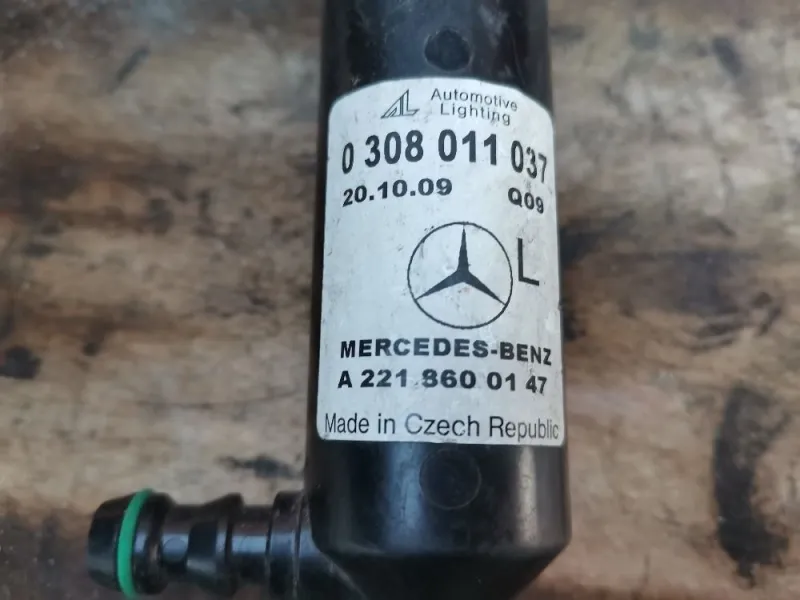 Automotive
Lighting
0 308 011 037
20.10.09 Q09
L
MERCEDES-BENZ
A 221 860 01 47
Made in Czech Republic